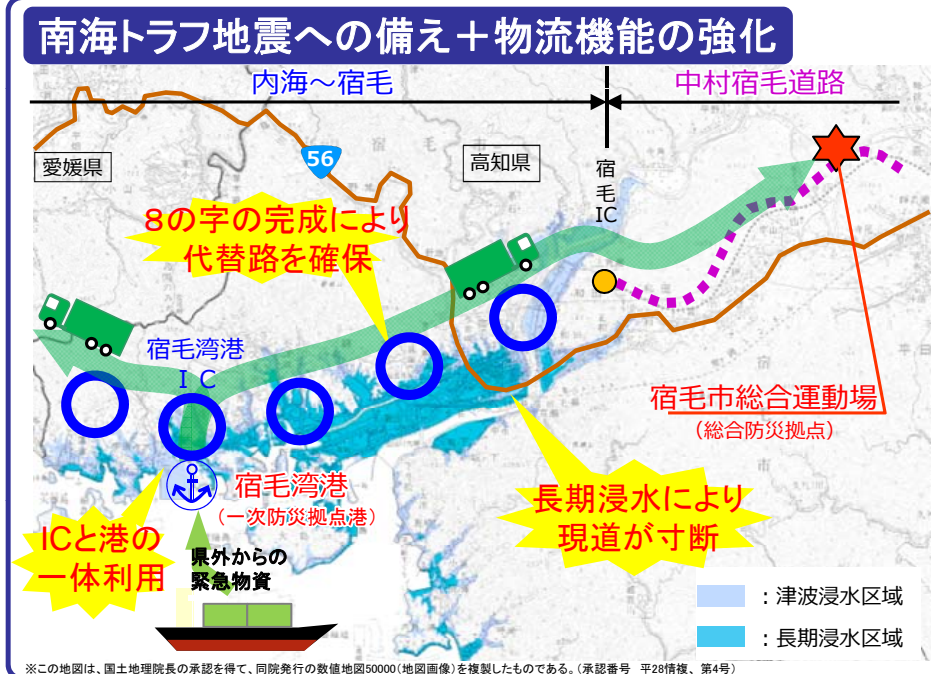 南海トラフ地震への備え＋物流機能の強化
内海～宿毛
中村宿毛道路
愛媛県
56
高知県
宿毛IC
８の字の完成により
代替路を確保
宿毛湾港
ＩＣ
宿毛市総合運動場
（総合防災拠点）
宿毛湾港
（一次防災拠点港）
長期浸水により
現道が寸断
ICと港の
一体利用
県外からの
緊急物資
：津波浸水区域
：長期浸水区域
※この地図は、国土地理院長の承認を得て、同院発行の数値地図50000（地図画像）を複製したものである。（承認番号　平28情複、第4号）